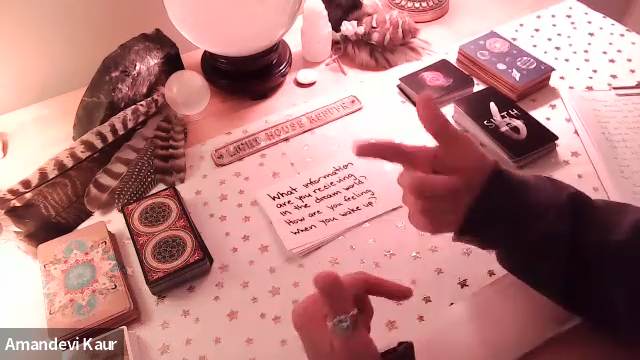 LIGHT HOUSE KEEPER
What information
are you recieving
in the dream world?
How are you feeling
when you wake up?
Amandevi Kaur